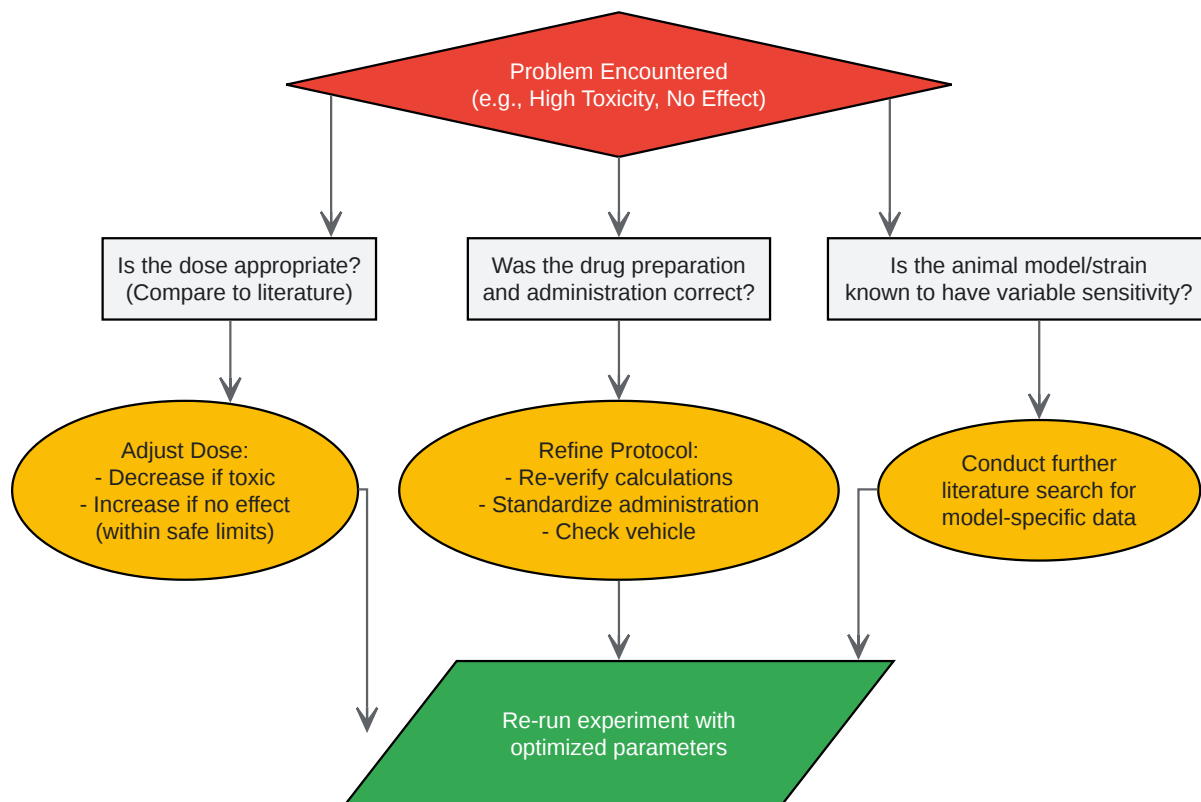 Problem Encountered
(e.g., High Toxicity, No Effect)
Is the dose appropriate?
(Compare to literature)
Was the drug preparation
and administration correct?
Is the animal model/strain
known to have variable sensitivity?
Adjust Dose:
- Decrease if toxic
- Increase if no effect
(within safe limits)
Refine Protocol:
- Re-verify calculations
- Standardize administration
- Check vehicle
Conduct further
literature search for
model-specific data
Re-run experiment with
optimized parameters